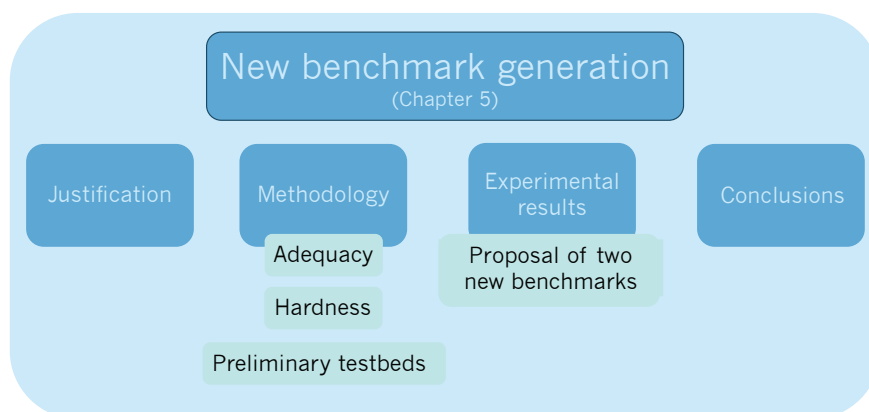 New benchmark generation
(Chapter 5)
Justification
Methodology
Adequacy
Hardness
Preliminary testbeds
Experimental
results
Proposal of two
new benchmarks
Conclusions